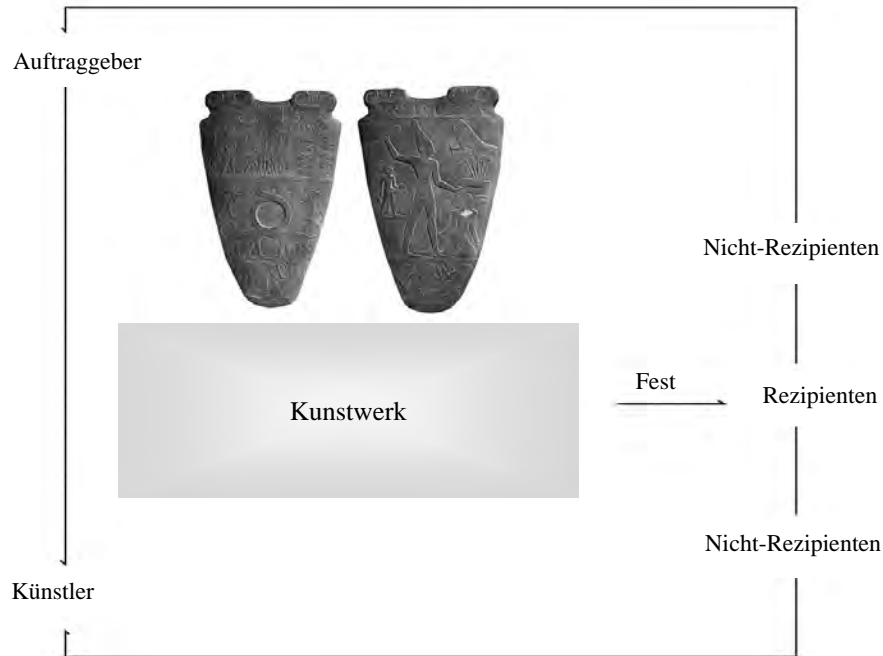 Auftraggeber
Nicht-Rezipienten
Fest
Rezipienten
Kunstwerk
Nicht-Rezipienten
Künstler